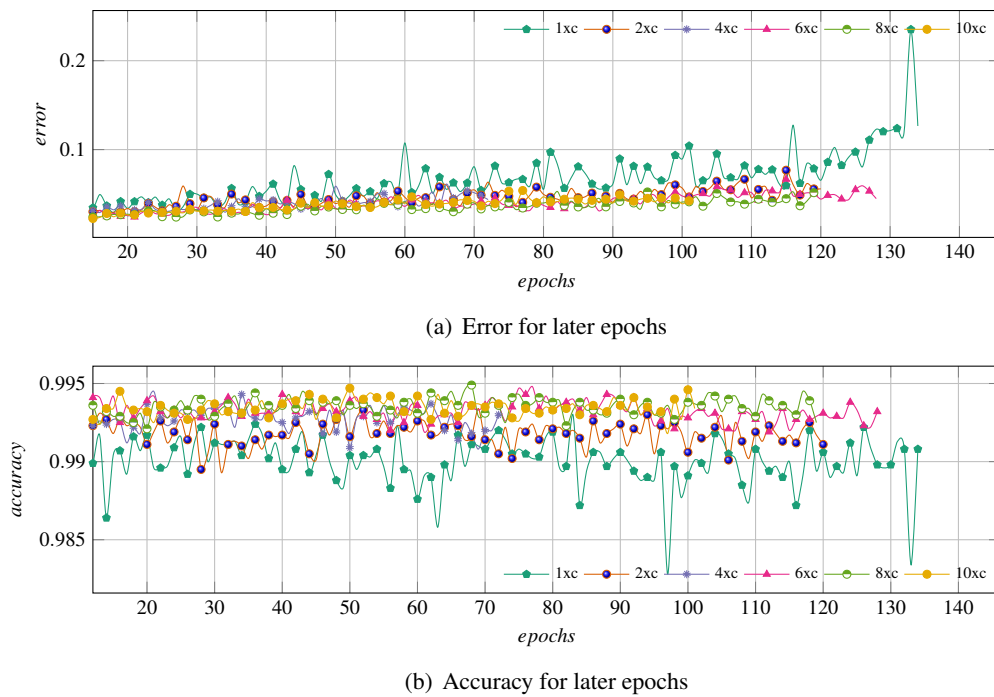 1xc 2xc 4xc 6xc 8xc 10xc
0.2
error
0.1
20 30 40 50 60 70 80 90 100 110 120 130 140
epochs
(a) Error for later epochs
0.995
0.99
accuracy
0.985
1xc 2xc 4xc 6xc 8xc 10xc
20 30 40 50 60 70 80 90 100 110 120 130 140
epochs
(b) Accuracy for later epochs